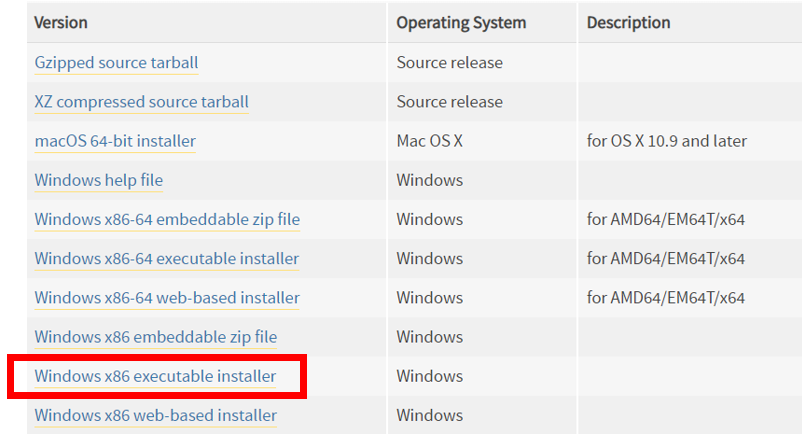 Version Operating System Description
Gzipped source tarball Source release
XZ compressed source tarball Source release
macOS 64-bit installer Mac OS X for OS X 10.9 and later
Windows help file Windows
Windows x86-64 embeddable zip file Windows for AMD64/EM64T/x64
Windows x86-64 executable installer Windows for AMD64/EM64T/x64
Windows x86-64 web-based installer Windows for AMD64/EM64T/x64
Windows x86 embeddable zip file Windows
Windows x86 executable installer Windows
Windows x86 web-based installer Windows